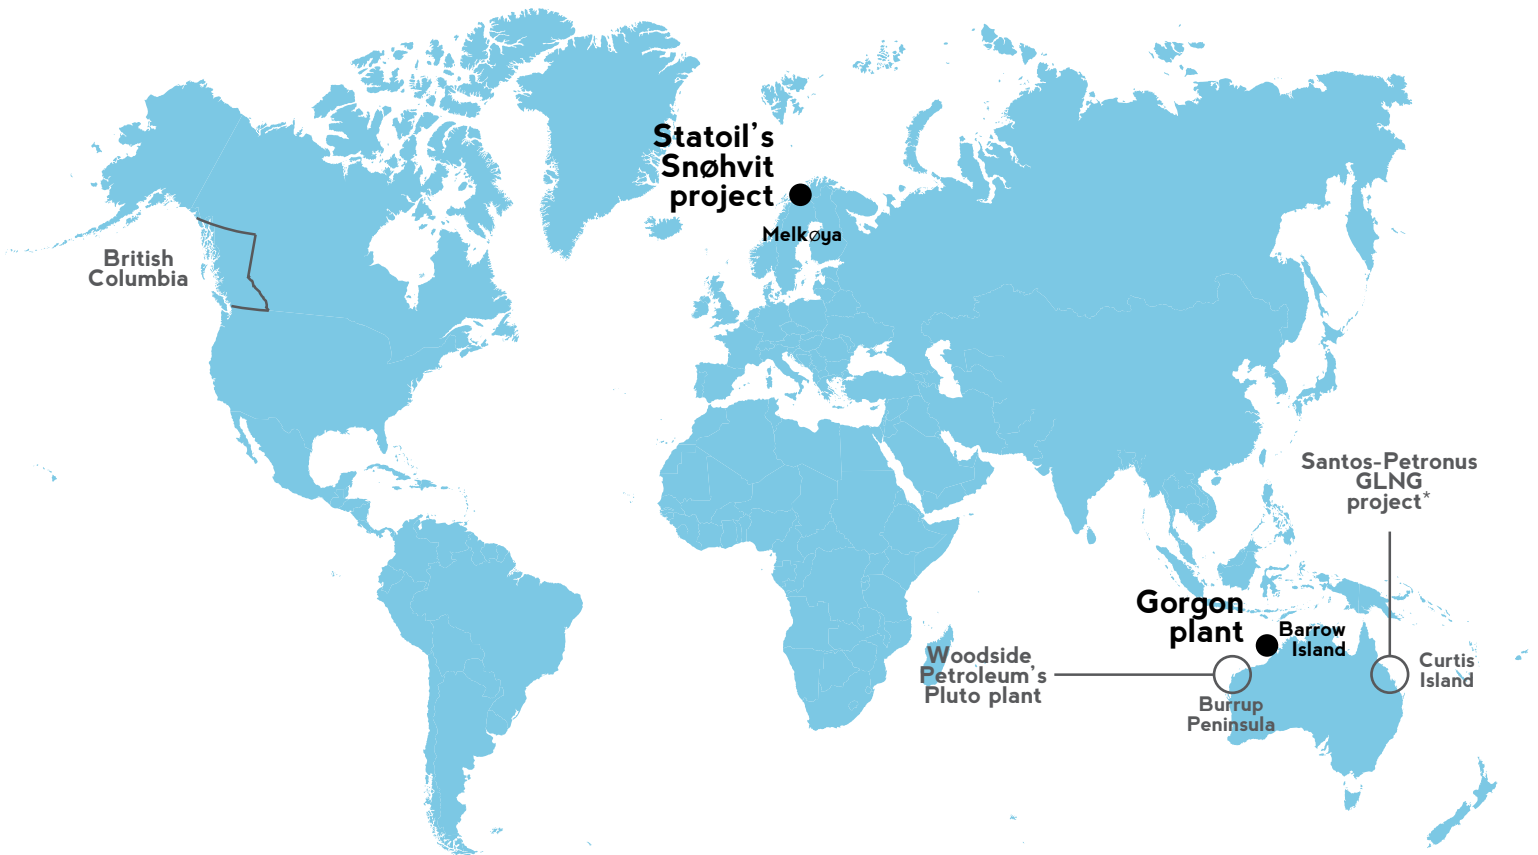 Statoil's
Snøhvit
project
Melkøya
British
Columbia
Santos-Petronus
GLNG
project*
Gorgon
plant
Barrow
Island
Woodside
Petroleum's
Pluto plant
Curtis
Island
Burrup
Peninsula